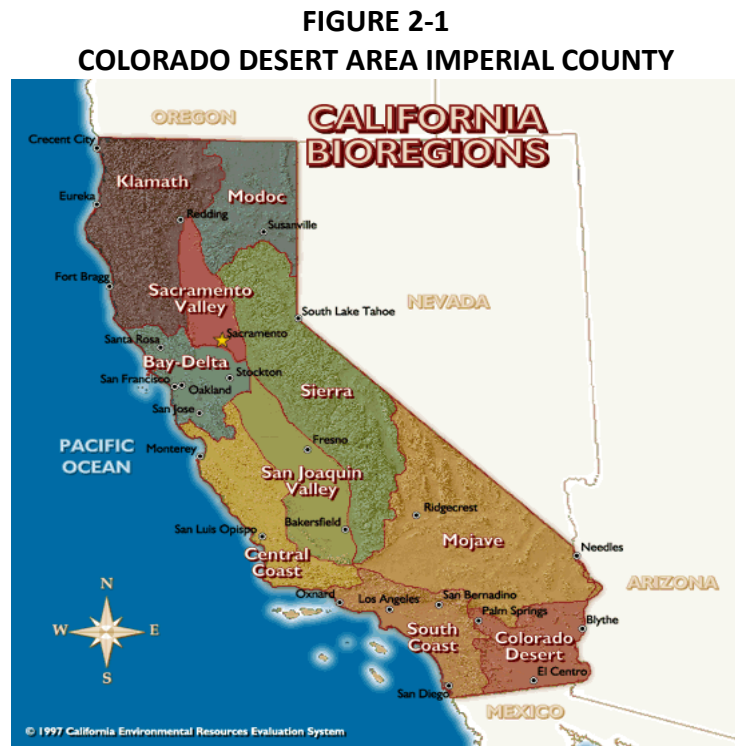 FIGURE 2-1
COLORADO DESERT AREA IMPERIAL COUNTY
OREGON
CALIFORNIA
BIOREGIONS
Crecent City
Klamath
Modoc
Eureka
Redding
Susanville
Fort Bragg
Sacramento
Valley
NEVADA
South Lake Tahoe
Santa Rosa
Sacramento
Bay-Delta
Stockton
San Francisco
Oakland
Sierra
San Jose
PACIFIC
OCEAN
Monterey
Fresno
San Joaquin
Valley
Ridgecrest
San Luis Opispo
Bakersfield
Mojave
Central
Coast
Needles
N
ARIZONA
Oxnard
Los Angeles
San Bernadino
Palm Springs
Blythe
W
E
South
Coast
Colorado
Desert
S
El Centro
San Diego
MEXICO
© 1997 California Environmental Resources Evaluation System